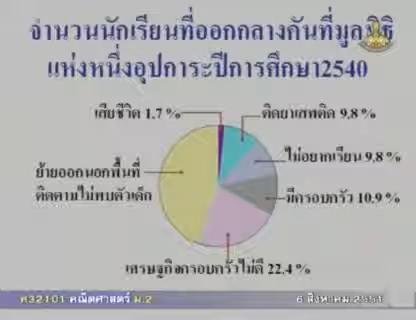 จำนวนนักเรียนที่ออกกลางคันที่มูลนิธิ
แห่งหนึ่งอุปการะปีการศึกษา2540
เสียชีวิต 1.7 %
ติดยาเสพติด 9.8 %
ไม่อยากเรียน 9.8 %
ย้ายออกนอกพื้นที่
ติดตามไม่พบตัวเด็ก
มีครอบครัว 10.9 %
เศรษฐกิจครอบครัวไม่ดี 22.4 %
ค32101 คณิตศาสตร์ ม.2
6 สิงหาคม 2551